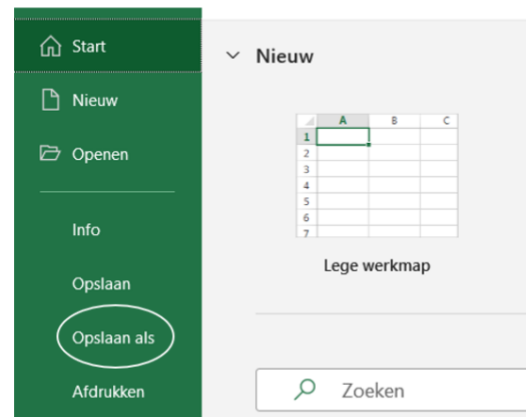 Start
Nieuw
Openen
Info
Opslaan
Opslaan als
Afdrukken
Nieuw
A B C
1
2
3
4
5
6
7
Lege werkmap
Zoeken